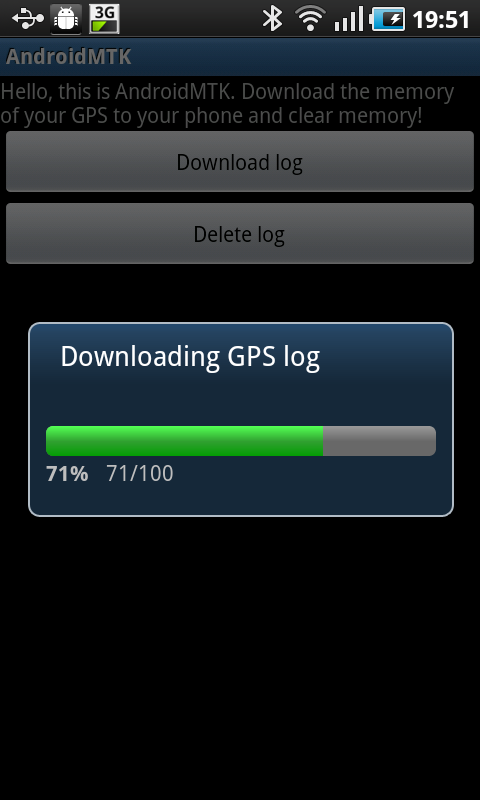 3G
19:51
AndroidMTK
Hello, this is AndroidMTK. Download the memory
of your GPS to your phone and clear memory!
Download log
Delete log
Downloading GPS log
71% 71/100